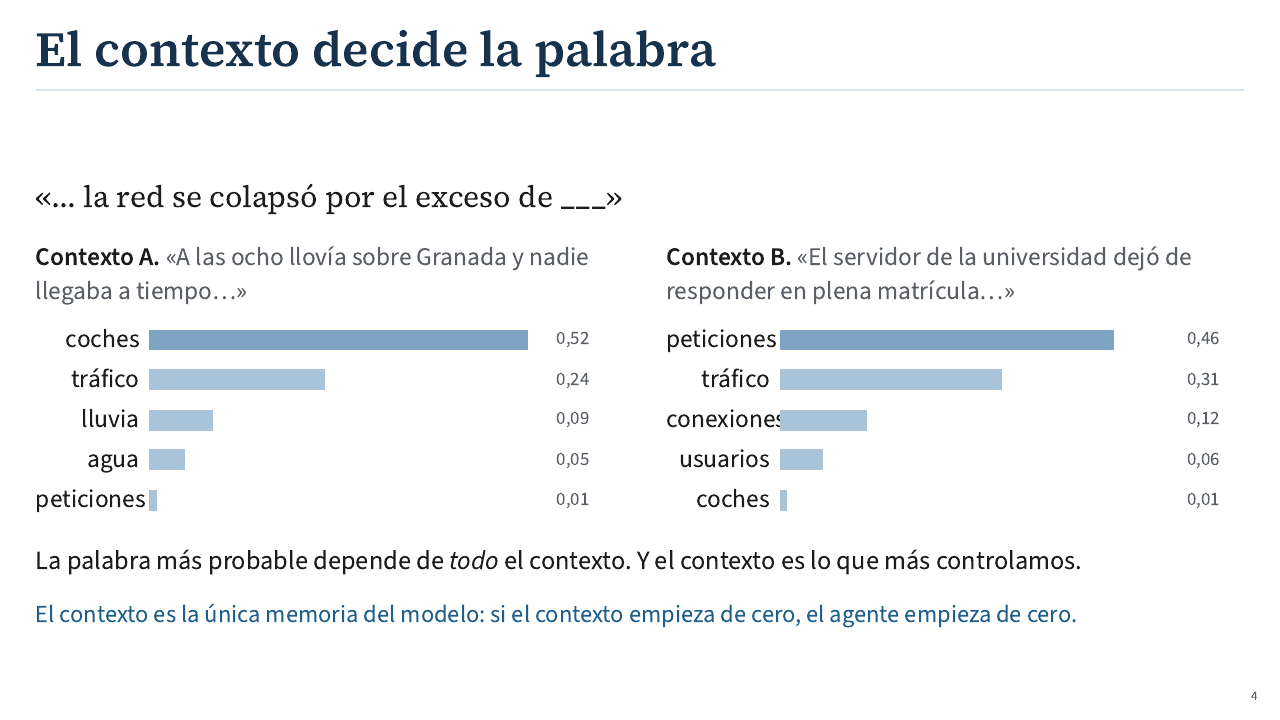 El contexto decide la palabra
«… la red se colapsó por el exceso de ___»
Contexto A. «A las ocho llovía sobre Granada y nadie
llegaba a tiempo…»
coches 0,52
tráfico 0,24
lluvia 0,09
agua 0,05
peticiones 0,01
Contexto B. «El servidor de la universidad dejó de
responder en plena matrícula…»
peticiones 0,46
tráfico 0,31
conexiones 0,12
usuarios 0,06
coches 0,01
La palabra más probable depende de todo el contexto. Y el contexto es lo que más controlamos.
El contexto es la única memoria del modelo: si el contexto empieza de cero, el agente empieza de cero.
4